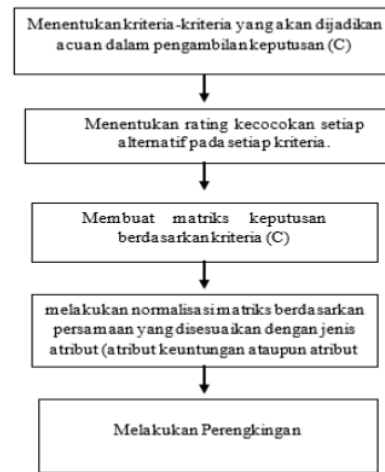 Menentukan kriteria-kriteria yang akan dijadikan
acuan dalam pengambilan keputusan (C)
Menentukan rating kecocokan setiap
alternatif pada setiap kriteria.
Membuat matriks keputusan
berdasarkan kriteria (C)
melakukan normalisasi matriks berdasarkan
persamaan yang disesuaikan dengan jenis
atribut (atribut keuntungan ataupun atribut
Melakukan Perengkingan